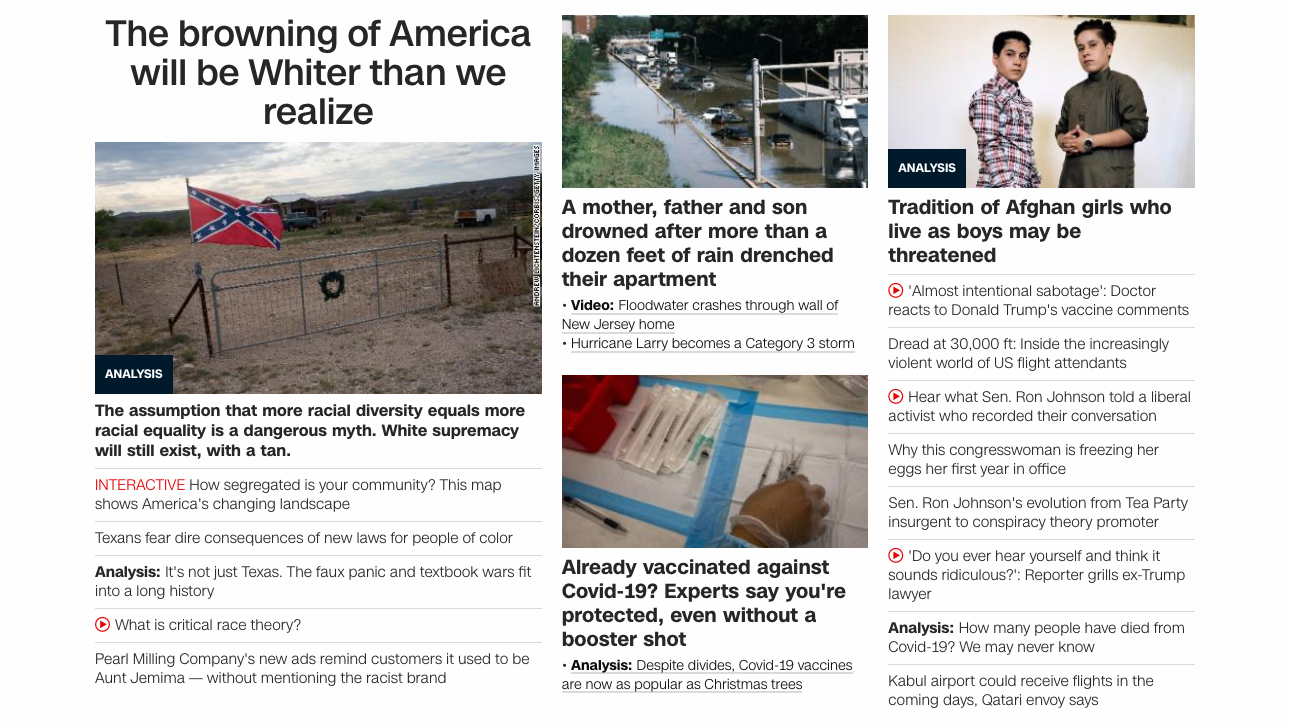 The browning of America
will be Whiter than we
realize
ANDREW LICHTENSTEIN/CORBIS/GETTY IMAGES
ANALYSIS
The assumption that more racial diversity equals more
racial equality is a dangerous myth. White supremacy
will still exist, with a tan.
INTERACTIVE How segregated is your community? This map
shows America's changing landscape
Texans fear dire consequences of new laws for people of color
Analysis: It's not just Texas. The faux panic and textbook wars fit
into a long history
What is critical race theory?
Pearl Milling Company's new ads remind customers it used to be
Aunt Jemima — without mentioning the racist brand
A mother, father and son
drowned after more than a
dozen feet of rain drenched
their apartment
• Video: Floodwater crashes through wall of
New Jersey home
• Hurricane Larry becomes a Category 3 storm
Already vaccinated against
Covid-19? Experts say you're
protected, even without a
booster shot
• Analysis: Despite divides, Covid-19 vaccines
are now as popular as Christmas trees
ANALYSIS
Tradition of Afghan girls who
live as boys may be
threatened
'Almost intentional sabotage': Doctor
reacts to Donald Trump's vaccine comments
Dread at 30,000 ft: Inside the increasingly
violent world of US flight attendants
Hear what Sen. Ron Johnson told a liberal
activist who recorded their conversation
Why this congresswoman is freezing her
eggs her first year in office
Sen. Ron Johnson's evolution from Tea Party
insurgent to conspiracy theory promoter
'Do you ever hear yourself and think it
sounds ridiculous?': Reporter grills ex-Trump
lawyer
Analysis: How many people have died from
Covid-19? We may never know
Kabul airport could receive flights in the
coming days, Qatari envoy says